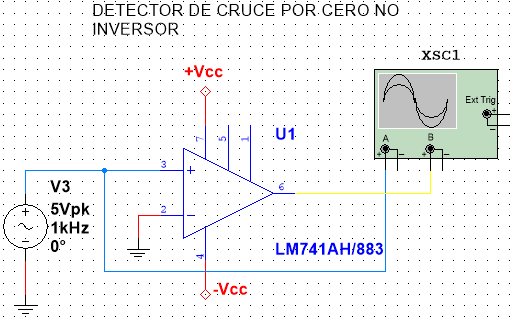 DETECTOR DE CRUCE POR CERO NO
INVERSOR
xsc1
+Vcc
Ext Trig
+
-
A
B
+
-
+
-
7
5
1
U1
3
+
2
-
6
4
V3
5Vpk
1kHz
0°
+
-
LM741AH/883
-Vcc